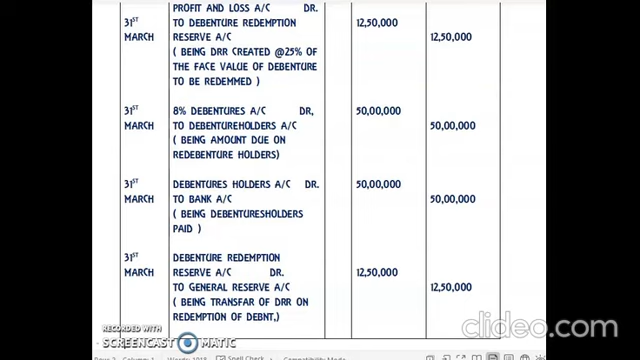 PROFIT AND LOSS A/C DR.
31ST TO DEBENTURE REDEMPTION 12,50,000
MARCH RESERVE A/C 12,50,000
( BEING DRR CREATED @25% OF
THE FACE VALUE OF DEBENTURE
TO BE REDEMMED )
31ST 8% DEBENTURES A/C DR, 50,00,000
MARCH TO DEBENTUREHOLDERS A/C 50,00,000
( BEING AMOUNT DUE ON
REDEBENTURE HOLDERS)
31ST DEBENTURES HOLDERS A/C DR. 50,00,000
MARCH TO BANK A/C 50,00,000
( BEING DEBENTURESHOLDERS
PAID )
31ST DEBENTURE REDEMPTION
MARCH RESERVE A/C DR. 12,50,000
TO GENERAL RESERVE A/C 12,50,000
( BEING TRANSFAR OF DRR ON
REDEMPTION OF DEBNT,)
RECORDED WITH
SCREENCAST MATIC
clideo.com
Spell Check